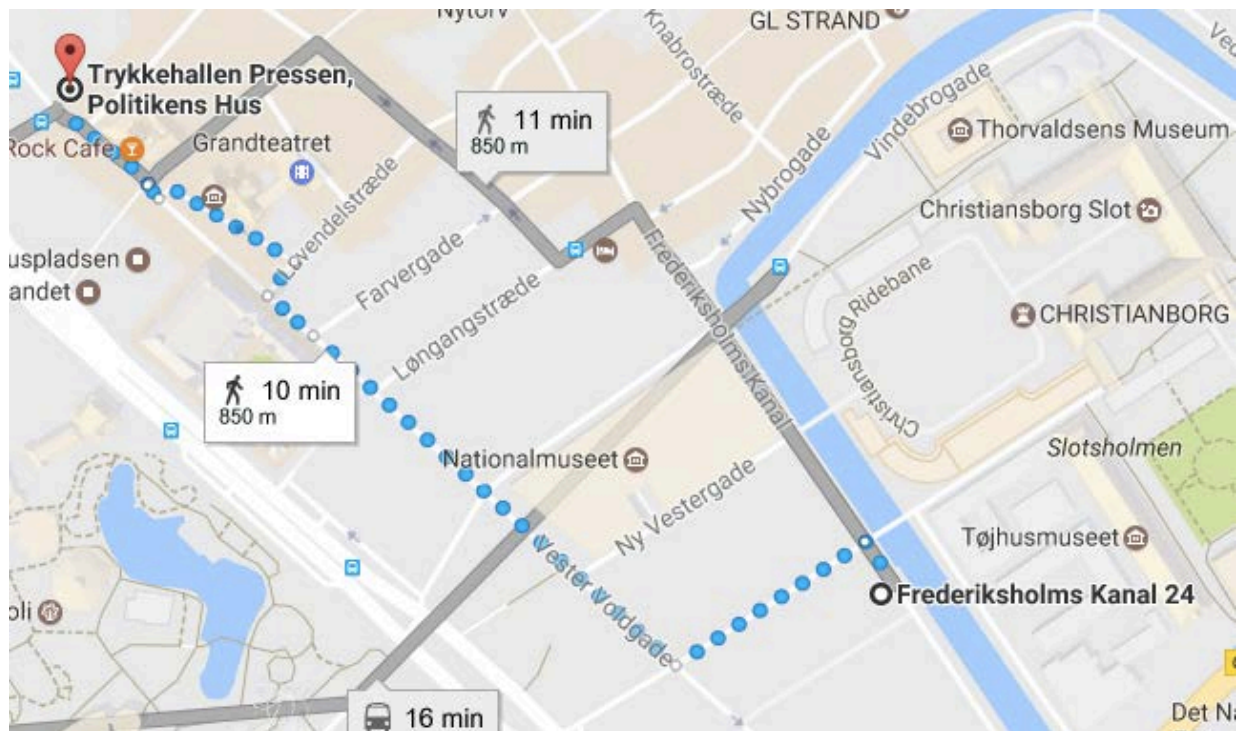 Nytorv
GL STRAND
Knabrostræde
Trykkehallen Pressen,
Politikens Hus
Rock Cafe
Grandteatret
11 min
850 m
Vindebrogade
Thorvaldsens Museum
Nybrogade
Christiansborg Slot
Løvendelstræde
Farvergade
Frederiksholms Kanal
uspladsen
andet
Løngangstræde
Christiansborg Ridebane
CHRISTIANBORG
10 min
850 m
Nationalmuseet
Slotsholmen
Ny Vestergade
Tøjhusmuseet
Vester Voldgade
Frederiksholms Kanal 24
oli
16 min
Det Na